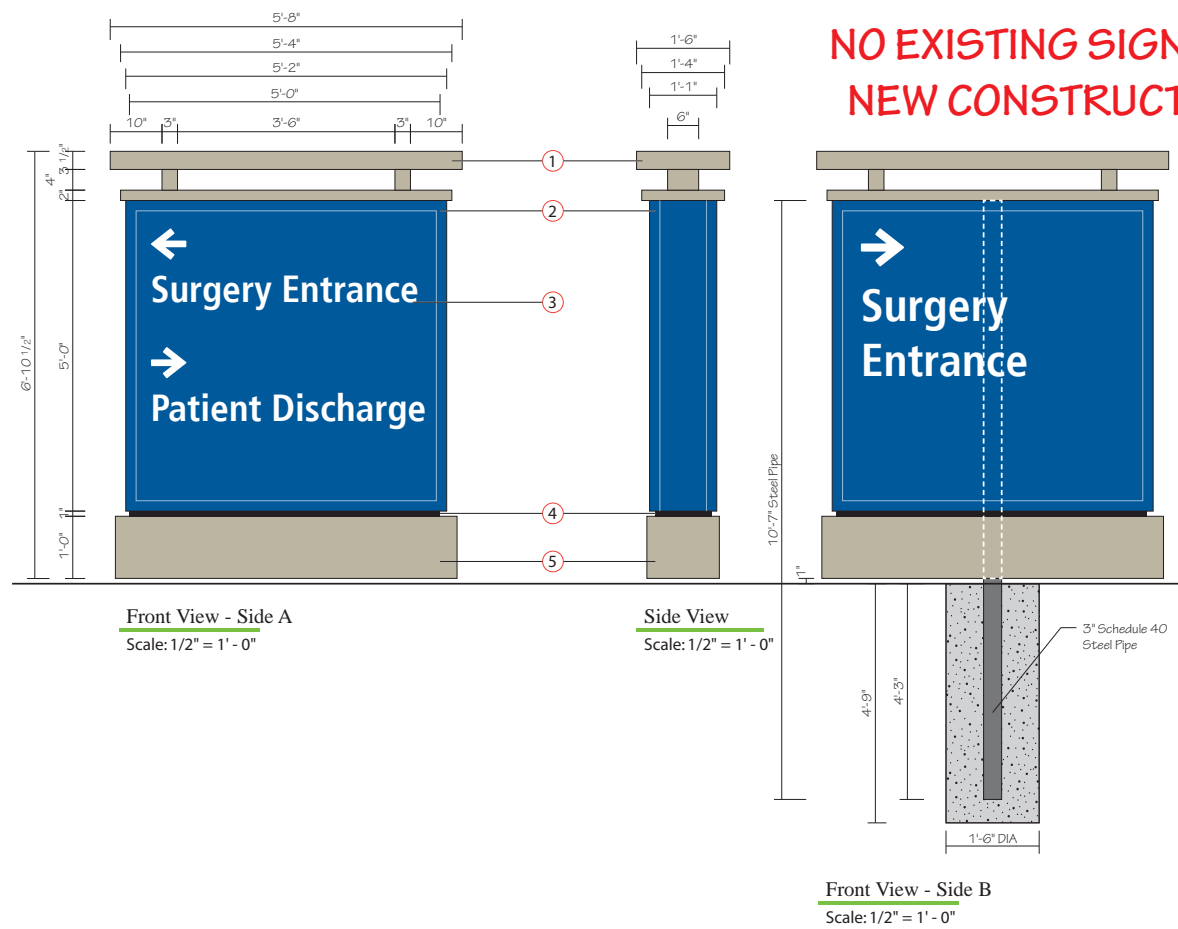 NO EXISTING SIGN
NEW CONSTRUCT
5'-8"
5'-4"
5'-2"
5'-0"
10" 3" 3'-6" 3" 10"
1'-6"
1'-4"
1'-1"
6"
6'-10 1/2"
3 1/2"
4"
2"
5'-0"
1"
1'-0"
1
2
3
4
5
←
Surgery Entrance
→
Patient Discharge
→
Surgery
Entrance
10'-7" Steel Pipe
1"
4'-9"
4'-3"
3" Schedule 40
Steel Pipe
1'-6" DIA
Front View - Side A
Scale: 1/2" = 1' - 0"
Side View
Scale: 1/2" = 1' - 0"
Front View - Side B
Scale: 1/2" = 1' - 0"